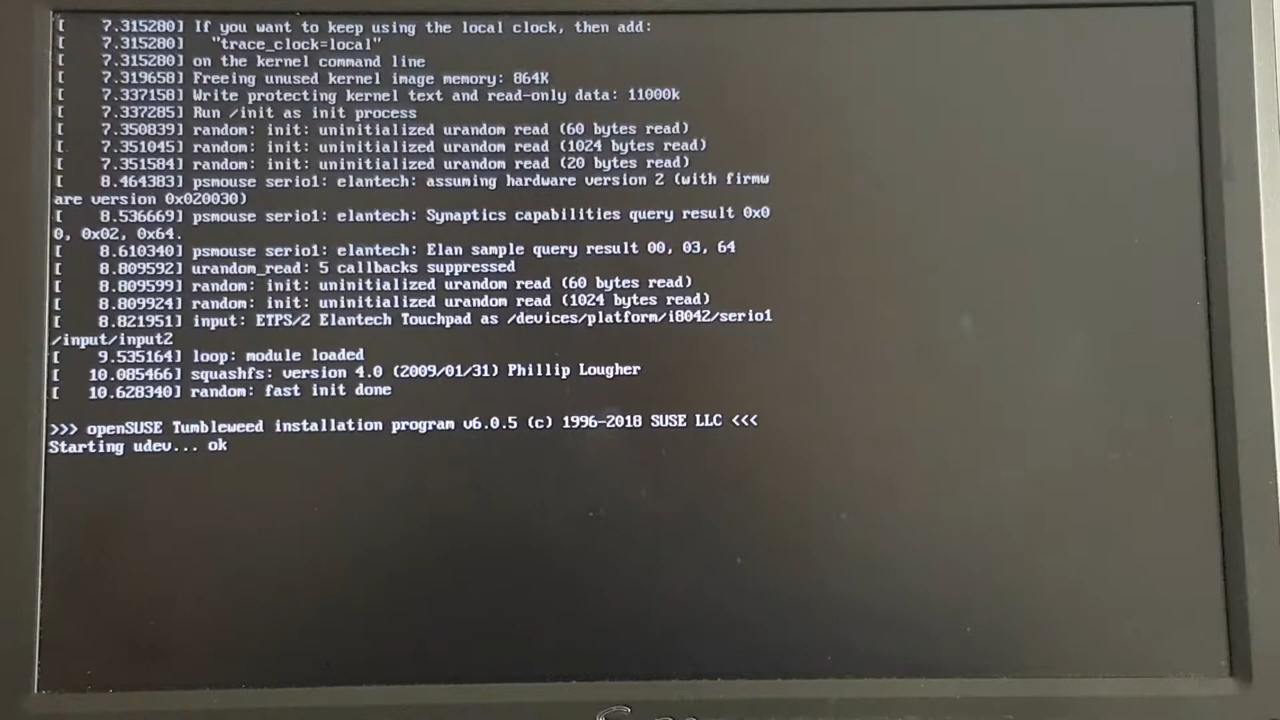 [    7.315280] If you want to keep using the local clock, then add:
[    7.315280]   "trace_clock=local"
[    7.315280] on the kernel command line
[    7.319658] Freeing unused kernel image memory: 864K
[    7.337158] Write protecting kernel text and read-only data: 11000k
[    7.337285] Run /init as init process
[    7.350839] random: init: uninitialized urandom read (60 bytes read)
[    7.351045] random: init: uninitialized urandom read (1024 bytes read)
[    7.351584] random: init: uninitialized urandom read (20 bytes read)
[    8.464383] psmouse serio1: elantech: assuming hardware version 2 (with firmw
are version 0x020030)
[    8.536669] psmouse serio1: elantech: Synaptics capabilities query result 0x0
0, 0x02, 0x64.
[    8.610340] psmouse serio1: elantech: Elan sample query result 00, 03, 64
[    8.809592] urandom_read: 5 callbacks suppressed
[    8.809599] random: init: uninitialized urandom read (60 bytes read)
[    8.809924] random: init: uninitialized urandom read (1024 bytes read)
[    8.821951] input: ETPS/2 Elantech Touchpad as /devices/platform/i8042/serio1
/input/input2
[    9.535164] loop: module loaded
[   10.085466] squashfs: version 4.0 (2009/01/31) Phillip Lougher
[   10.628340] random: fast init done
>>> openSUSE Tumbleweed installation program v6.0.5 (c) 1996-2018 SUSE LLC <<<
Starting udev... ok